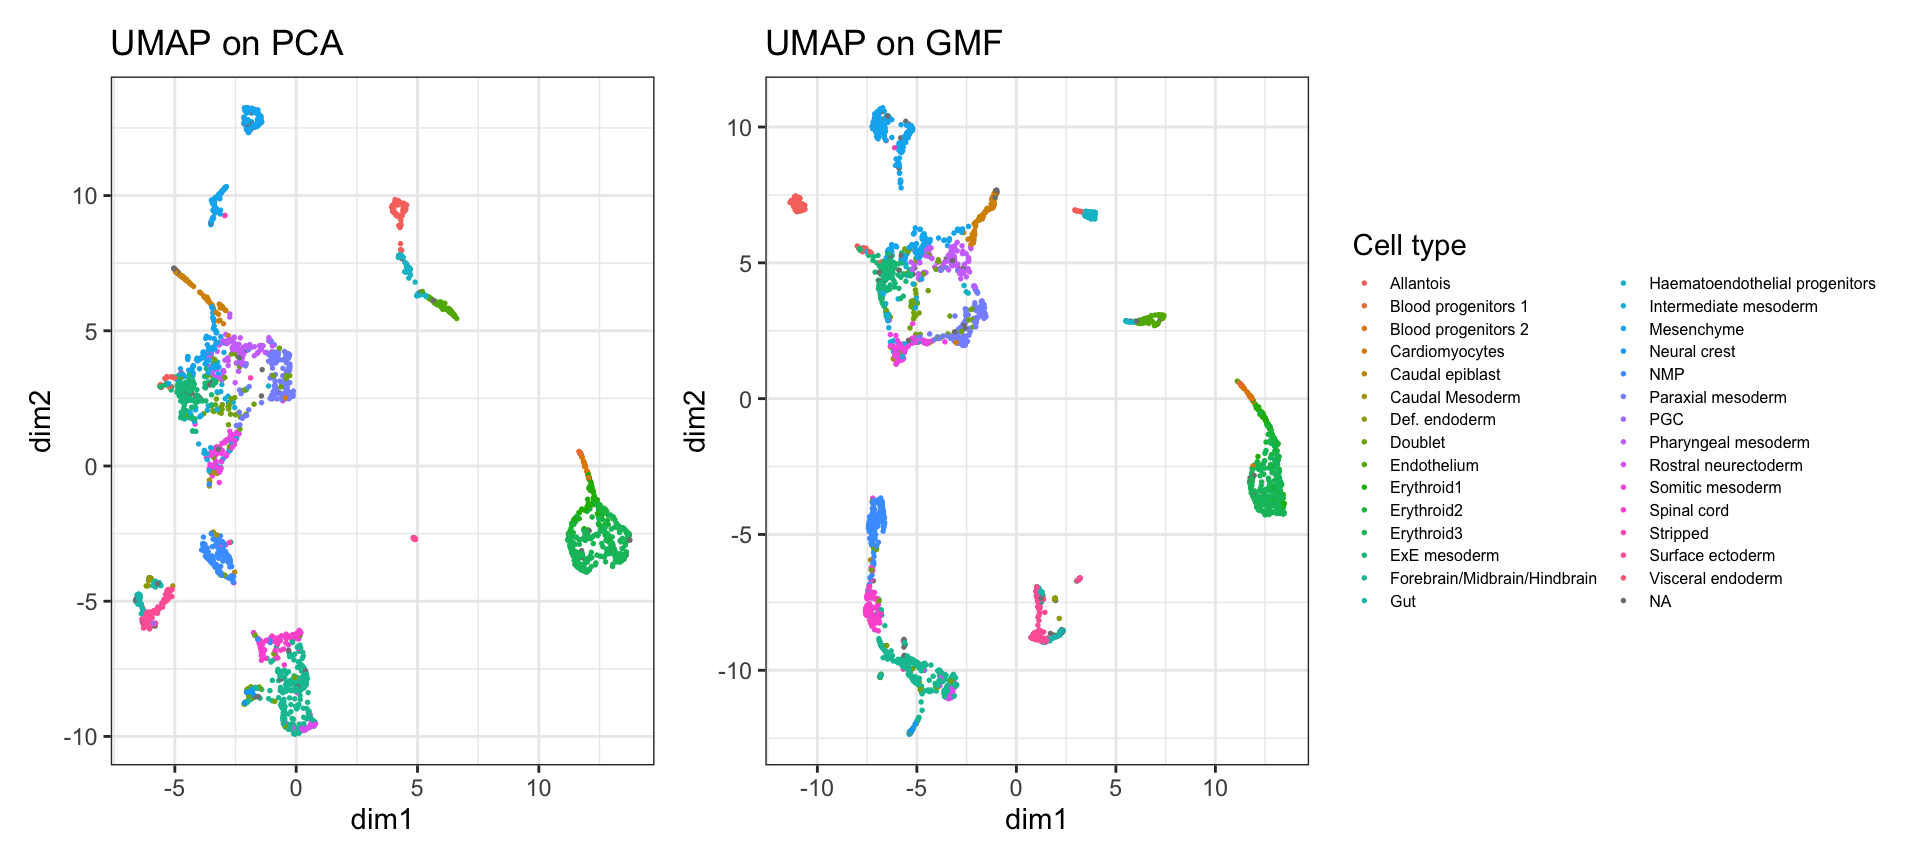 UMAP on PCA
UMAP on GMF
10
5
0
-5
-10
dim2
-5
0
5
10
dim1
10
5
0
-5
-10
dim2
-10
-5
0
5
10
dim1
Cell type
Allantois
Blood progenitors 1
Blood progenitors 2
Cardiomyocytes
Caudal epiblast
Caudal Mesoderm
Def. endoderm
Doublet
Endothelium
Erythroid1
Erythroid2
Erythroid3
ExE mesoderm
Forebrain/Midbrain/Hindbrain
Gut
Haematoendothelial progenitors
Intermediate mesoderm
Mesenchyme
Neural crest
NMP
Paraxial mesoderm
PGC
Pharyngeal mesoderm
Rostral neurectoderm
Somitic mesoderm
Spinal cord
Stripped
Surface ectoderm
Visceral endoderm
NA